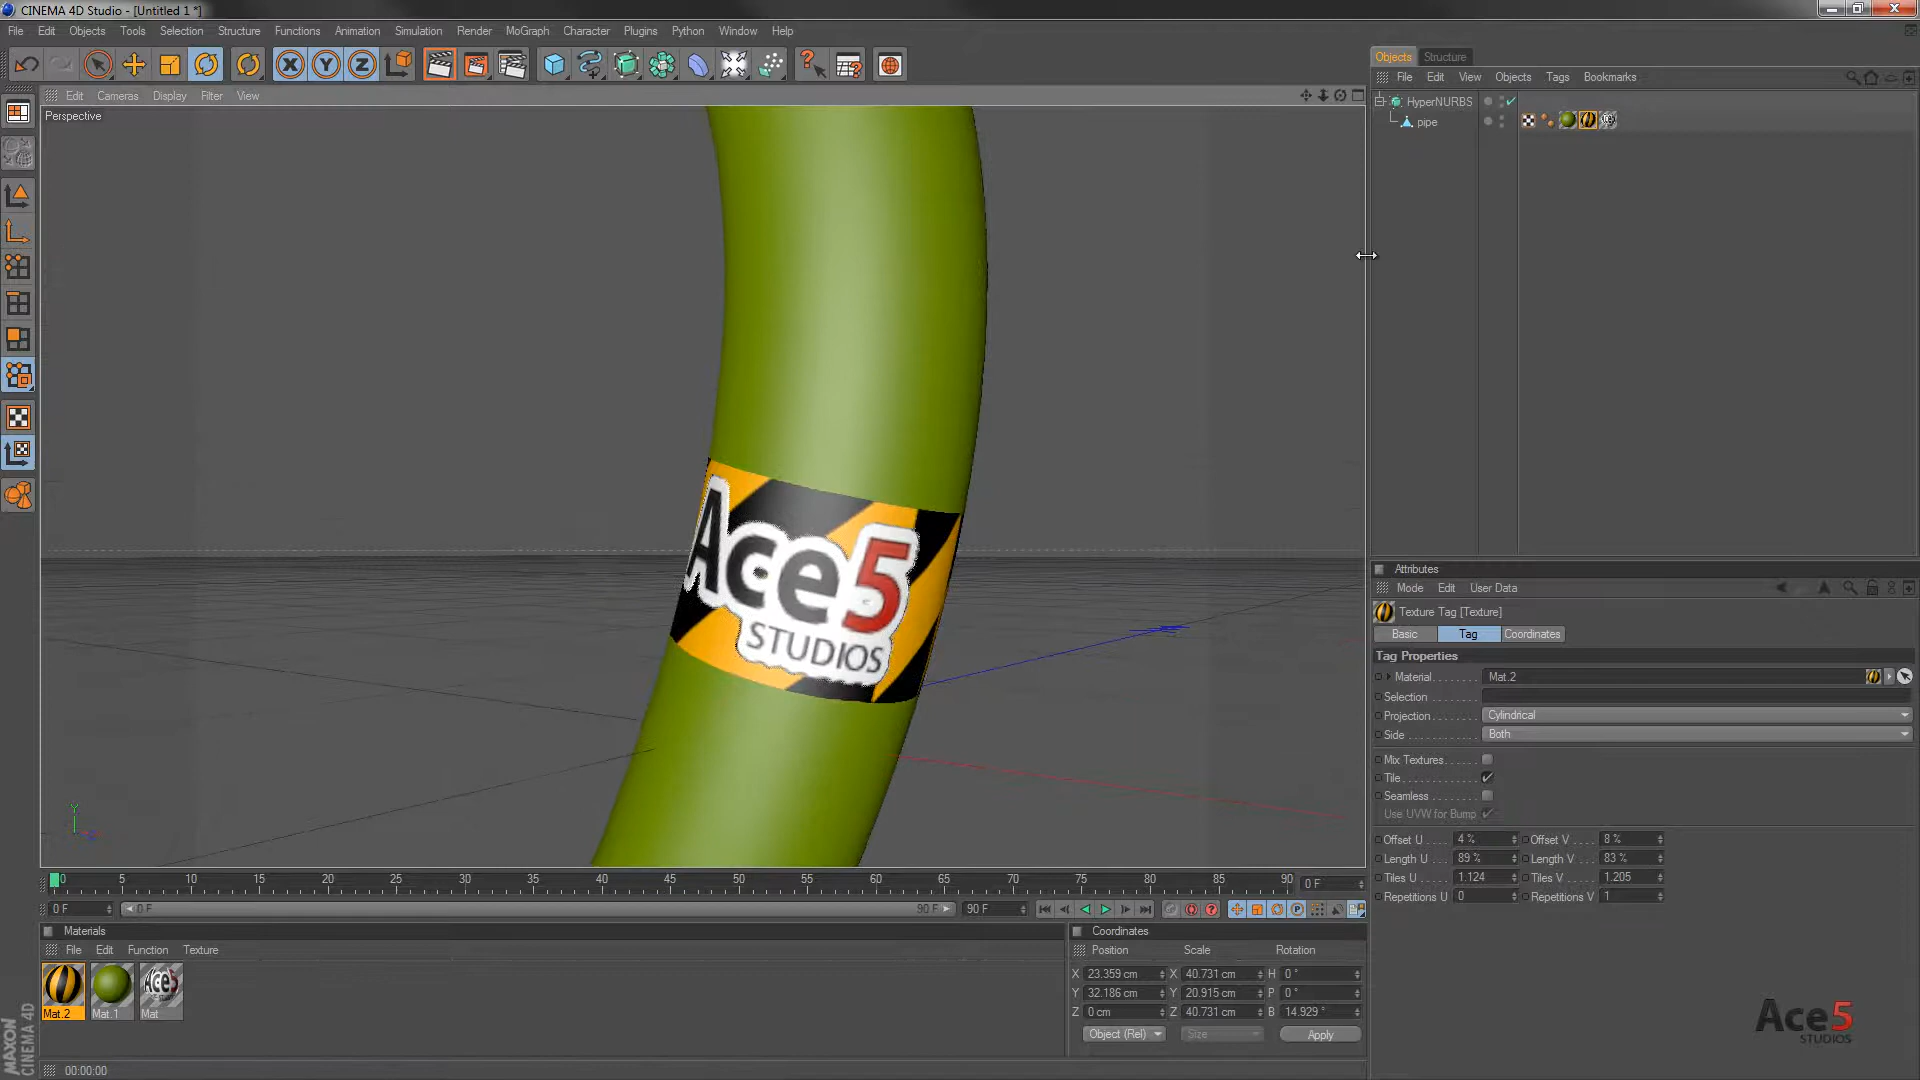 CINEMA 4D Studio - [Untitled 1 *]
File Edit Objects Tools Selection Structure Functions Animation Simulation Render MoGraph Character Plugins Python Window Help
Edit Cameras Display Filter View
Perspective
Ace5
STUDIOS
0 5 10 15 20 25 30 35 40 45 50 55 60 65 70 75 80 85 90 0 F
0 F 0 F 90 F 90 F
Materials
File Edit Function Texture
Mat.2 Mat.1 Mat
Coordinates
Position Scale Rotation
X 23.359 cm X 40.731 cm H 0 °
Y 32.186 cm Y 20.915 cm P 0 °
Z 0 cm Z 40.731 cm B 14.929 °
Object (Rel) Size Apply
00:00:00
MAXON
CINEMA 4D
Objects Structure
File Edit View Objects Tags Bookmarks
HyperNURBS
pipe
Attributes
Mode Edit User Data
Texture Tag [Texture]
Basic Tag Coordinates
Tag Properties
Material Mat.2
Selection
Projection Cylindrical
Side Both
Mix Textures
Tile
Seamless
Use UVW for Bump
Offset U 4 % Offset V 8 %
Length U 89 % Length V 83 %
Tiles U 1.124 Tiles V 1.205
Repetitions U 0 Repetitions V 1
Ace5
STUDIOS